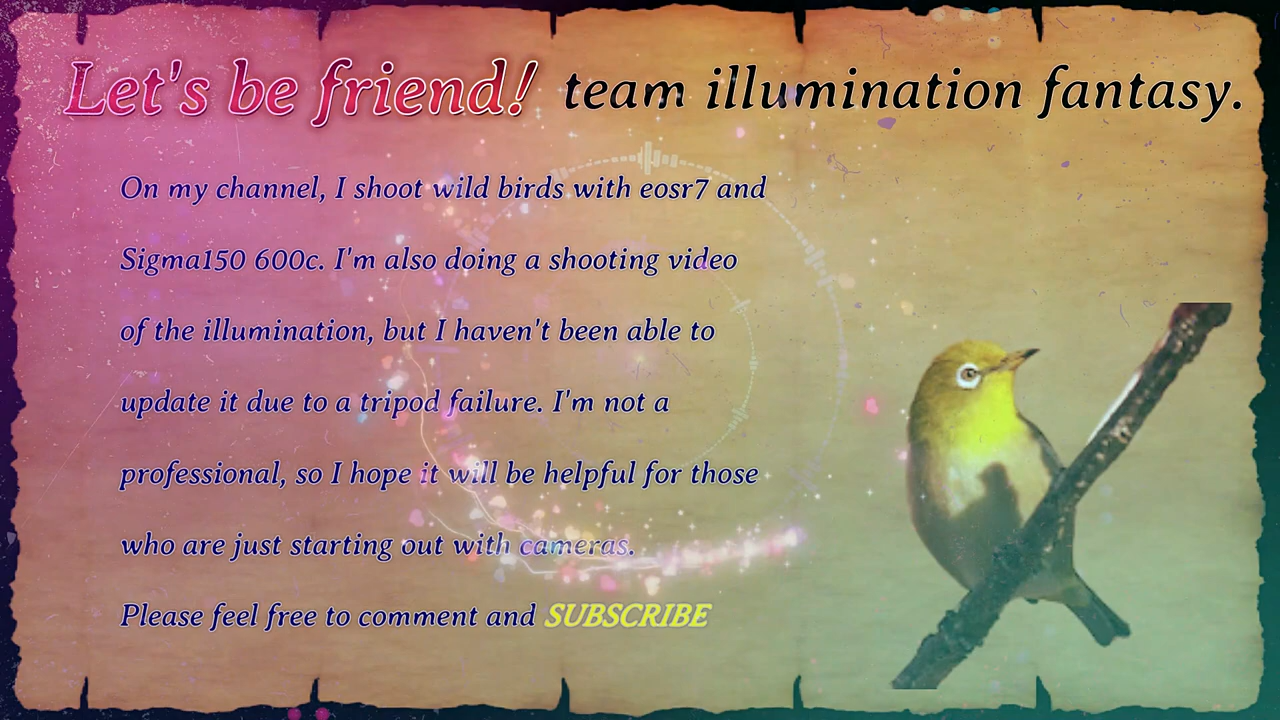 Let's be friend! team illumination fantasy.
On my channel, I shoot wild birds with eosr7 and
Sigma150 600c. I'm also doing a shooting video
of the illumination, but I haven't been able to
update it due to a tripod failure. I'm not a
professional, so I hope it will be helpful for those
who are just starting out with cameras.
Please feel free to comment and SUBSCRIBE